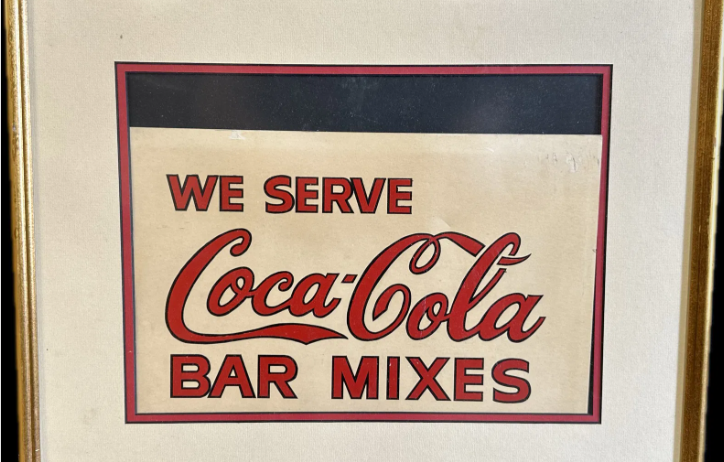 WE SERVE
Coca-Cola
BAR MIXES